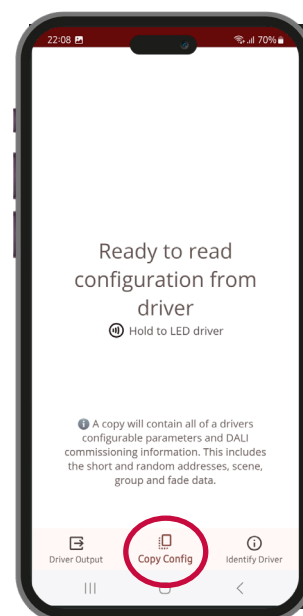 22:08 70%
Ready to read
configuration from
driver
Hold to LED driver
A copy will contain all of a drivers
configurable parameters and DALI
commissioning information. This includes
the short and random addresses, scene,
group and fade data.
Driver Output Copy Config Identify Driver